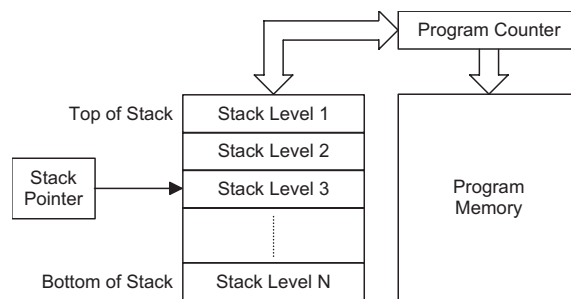 Program Counter
Top of Stack
Stack Level 1
Stack Level 2
Stack
Pointer
Stack Level 3
Program
Memory
Bottom of Stack
Stack Level N